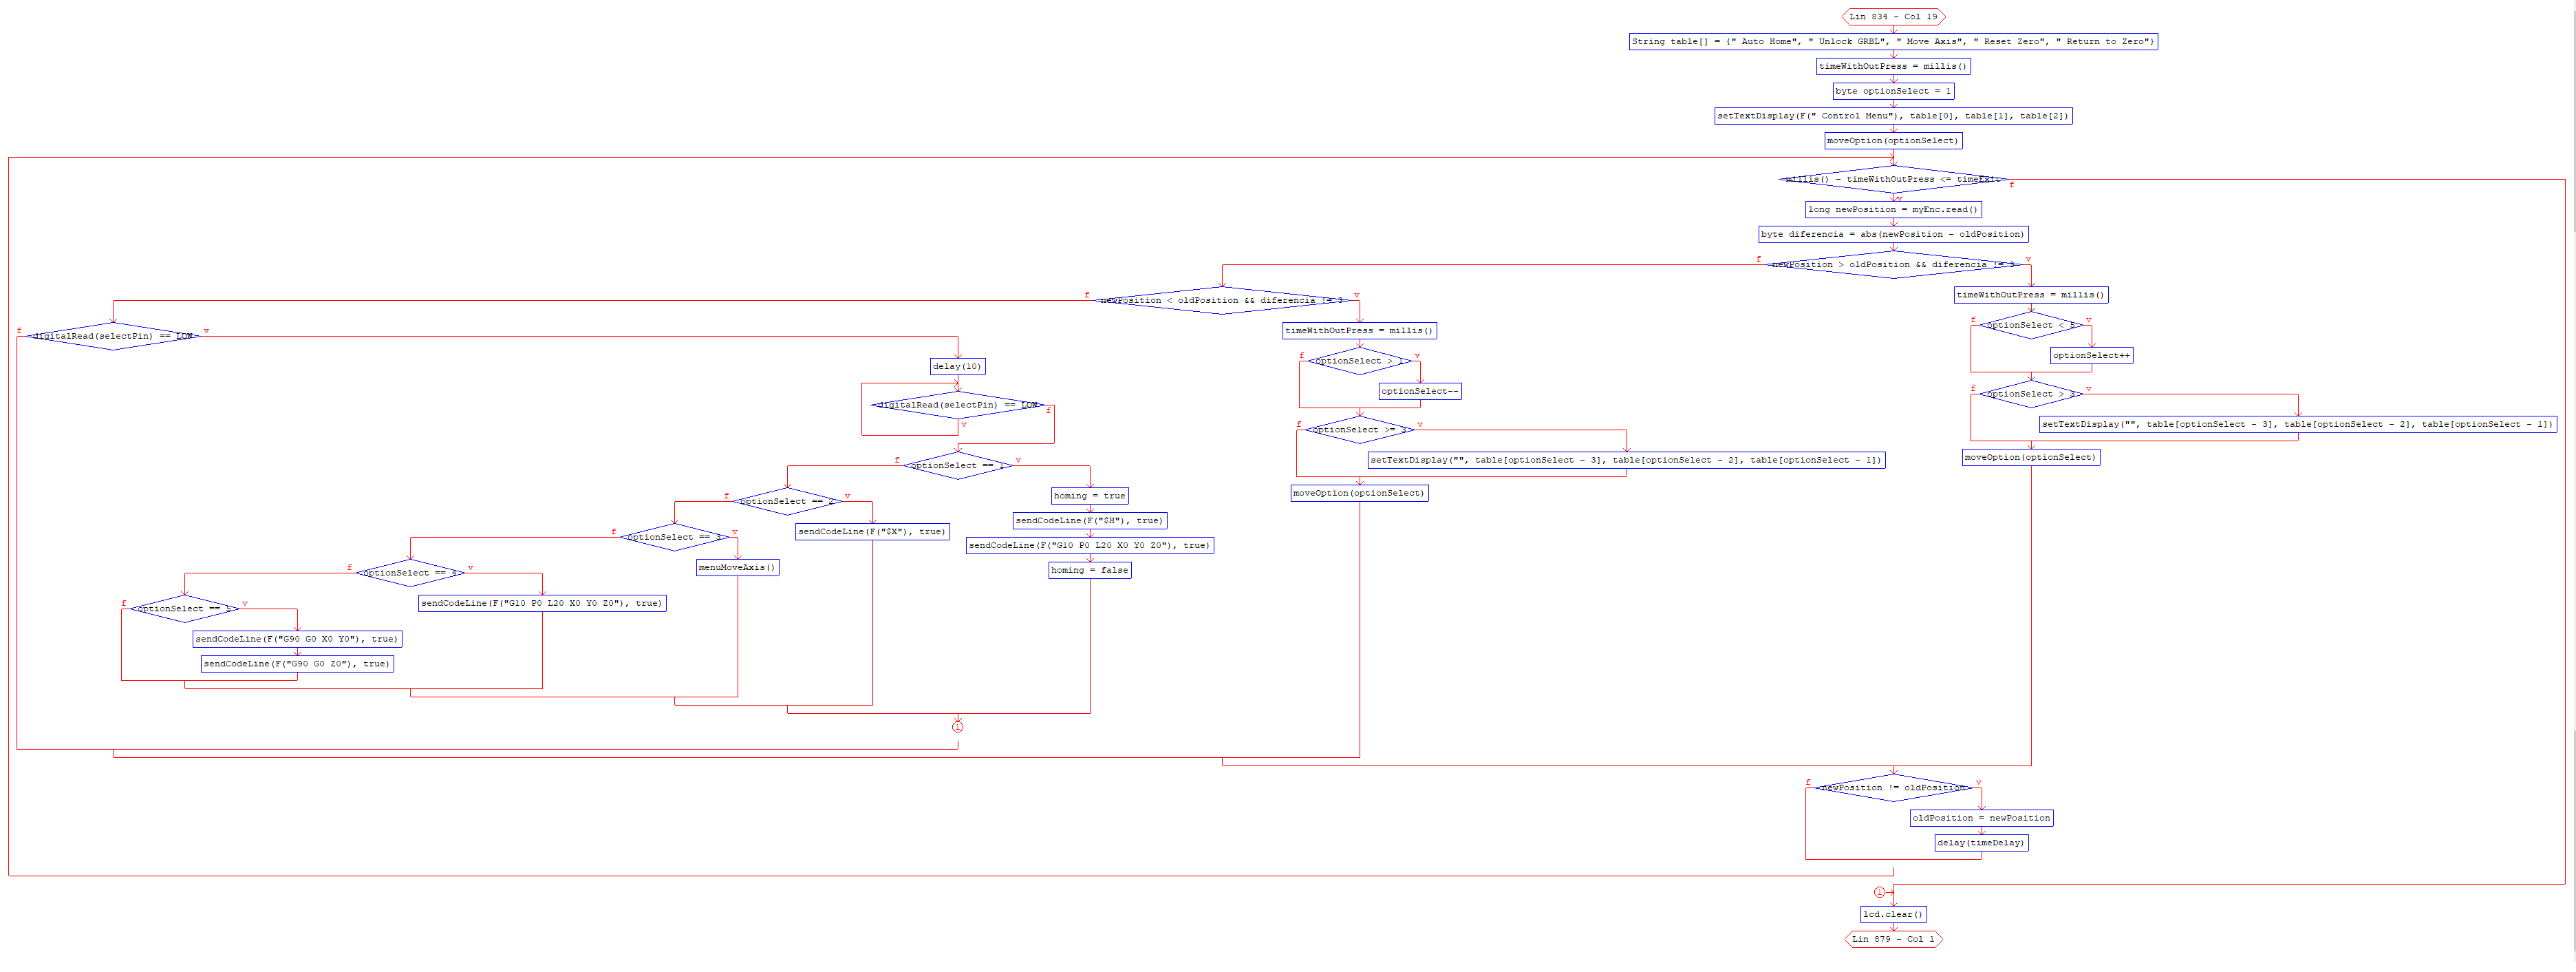 Lin 834 - Col 19
String table[] = {" Auto Home", " Unlock GRBL", " Move Axis", " Reset Zero", " Return to Zero"}
timeWithOutPress = millis()
byte optionSelect = 1
setTextDisplay(F(" Control Menu"), table[0], table[1], table[2])
moveOption(optionSelect)
millis() - timeWithOutPress <= timeExit
f
v
long newPosition = myEnc.read()
byte diferencia = abs(newPosition - oldPosition)
f
newPosition > oldPosition && diferencia != 3
v
timeWithOutPress = millis()
f
optionSelect < 5
v
optionSelect++
f
optionSelect > 3
v
setTextDisplay("", table[optionSelect - 3], table[optionSelect - 2], table[optionSelect - 1])
moveOption(optionSelect)
f
newPosition < oldPosition && diferencia != 3
v
timeWithOutPress = millis()
f
optionSelect > 1
v
optionSelect--
f
optionSelect >= 3
v
setTextDisplay("", table[optionSelect - 3], table[optionSelect - 2], table[optionSelect - 1])
moveOption(optionSelect)
f
digitalRead(selectPin) == LOW
v
delay(10)
digitalRead(selectPin) == LOW
f
v
f
optionSelect == 1
v
homing = true
sendCodeLine(F("$H"), true)
sendCodeLine(F("G10 P0 L20 X0 Y0 Z0"), true)
homing = false
f
optionSelect == 2
v
sendCodeLine(F("$X"), true)
f
optionSelect == 3
v
menuMoveAxis()
f
optionSelect == 4
v
sendCodeLine(F("G10 P0 L20 X0 Y0 Z0"), true)
f
optionSelect == 5
v
sendCodeLine(F("G90 G0 X0 Y0"), true)
sendCodeLine(F("G90 G0 Z0"), true)
1
f
newPosition != oldPosition
v
oldPosition = newPosition
delay(timeDelay)
1
lcd.clear()
Lin 879 - Col 1